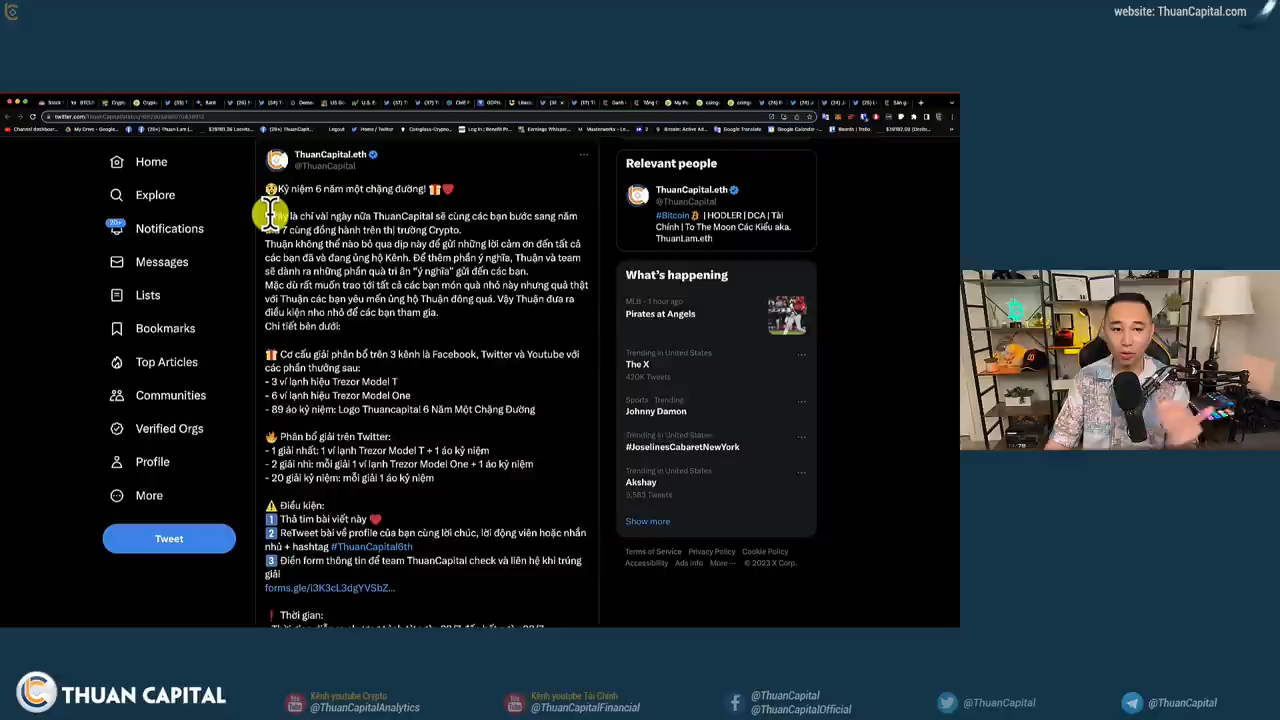 website: ThuanCapital.com
Home
Explore
20+
Notifications
Messages
Lists
Bookmarks
Top Articles
Communities
Verified Orgs
Profile
More
Tweet
ThuanCapital.eth
@ThuanCapital
😲Kỷ niệm 6 năm một chặng đường! 🎁❤️
là chỉ vài ngày nữa ThuanCapital sẽ cùng các bạn bước sang năm
7 cùng đồng hành trên thị trường Crypto.
Thuận không thể nào bỏ qua dịp này để gửi những lời cảm ơn đến tất cả
các bạn đã và đang ủng hộ Kênh. Để thêm phần ý nghĩa, Thuận và team
sẽ dành ra những phần quà tri ân "ý nghĩa" gửi đến các bạn.
Mặc dù rất muốn trao tới tất cả các bạn món quà nhỏ này nhưng quả thật
với Thuận các bạn yêu mến ủng hộ Thuận đông quá. Vậy Thuận đưa ra
điều kiện nho nhỏ để các bạn tham gia.
Chi tiết bên dưới:
🎁 Cơ cấu giải phân bổ trên 3 kênh là Facebook, Twitter và Youtube với
các phần thưởng sau:
- 3 ví lạnh hiệu Trezor Model T
- 6 ví lạnh hiệu Trezor Model One
- 89 áo kỷ niệm: Logo Thuancapital 6 Năm Một Chặng Đường
🔥 Phân bổ giải trên Twitter:
- 1 giải nhất: 1 ví lạnh Trezor Model T + 1 áo kỷ niệm
- 2 giải nhì: mỗi giải 1 ví lạnh Trezor Model One + 1 áo kỷ niệm
- 20 giải kỷ niệm: mỗi giải 1 áo kỷ niệm
⚠️ Điều kiện:
1️⃣ Thả tim bài viết này ❤️
2️⃣ ReTweet bài về profile của bạn cùng lời chúc, lời động viên hoặc nhắn
nhủ + hashtag #ThuanCapital6th
3️⃣ Điền form thông tin để team ThuanCapital check và liên hệ khi trúng
giải
forms.gle/i3K3cL3dgYVSbZ...
❗ Thời gian:
Relevant people
ThuanCapital.eth
@ThuanCapital
#Bitcoin | HODLER | DCA | Tài
Chính | To The Moon Các Kiểu aka.
ThuanLam.eth
What's happening
MLB · 1 hour ago
Pirates at Angels
Trending in United States
The X
420K Tweets
Sports · Trending
Johnny Damon
Trending in United States
#JoselinesCabaretNewYork
Trending in United States
Akshay
5,583 Tweets
Show more
Terms of Service Privacy Policy Cookie Policy
Accessibility Ads info More ··· © 2023 X Corp.
THUAN CAPITAL
Kênh youtube Crypto
@ThuanCapitalAnalytics
Kênh youtube Tài Chính
@ThuanCapitalFinancial
@ThuanCapital
@ThuanCapitalOfficial
@ThuanCapital
@ThuanCapital